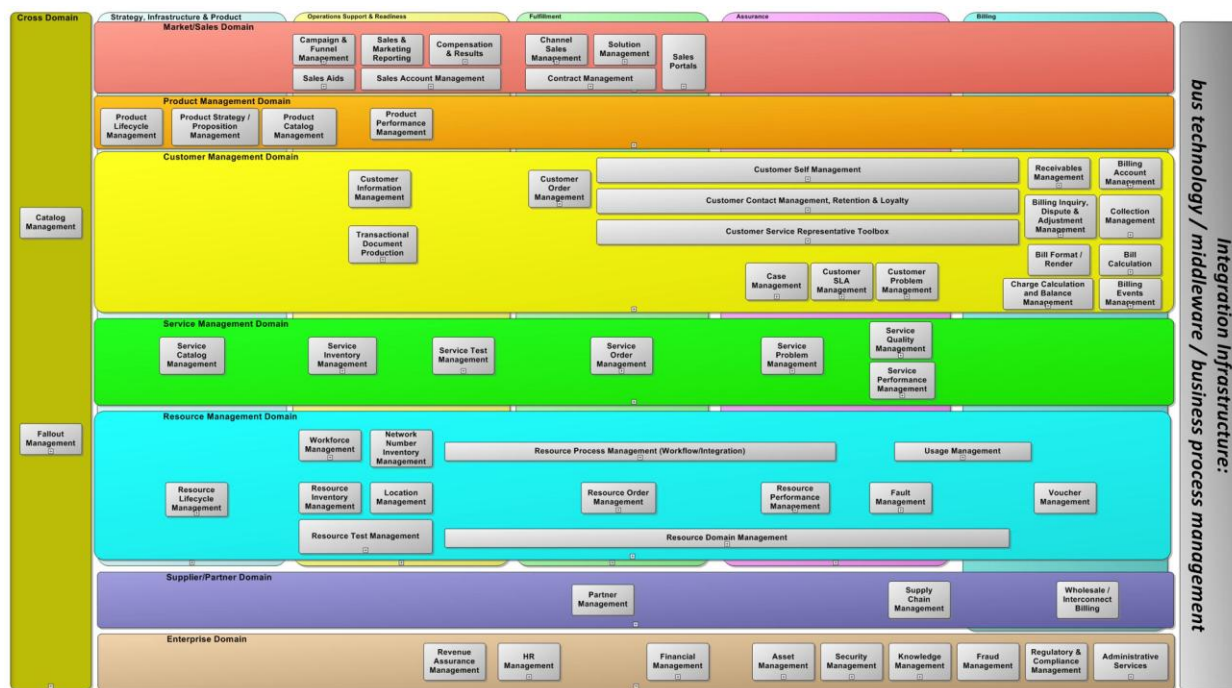 Cross Domain
Strategy, Infrastructure & Product
Operations Support & Readiness
Fulfillment
Assurance
Billing
Market/Sales Domain
Campaign &
Funnel
Management
Sales &
Marketing
Reporting
Compensation
& Results
Channel
Sales
Management
Solution
Management
Sales
Portals
Sales Aids
Sales Account Management
Contract Management
Product Management Domain
Product
Lifecycle
Management
Product Strategy /
Proposition
Management
Product
Catalog
Management
Product
Performance
Management
Customer Management Domain
Customer
Information
Management
Customer
Order
Management
Customer Self Management
Receivables
Management
Billing
Account
Management
Customer Contact Management, Retention & Loyalty
Billing Inquiry,
Dispute &
Adjustment
Management
Collection
Management
Transactional
Document
Production
Customer Service Representative Toolbox
Bill Format /
Render
Bill
Calculation
Case
Management
Customer
SLA
Management
Customer
Problem
Management
Charge Calculation
and Balance
Management
Billing
Events
Management
Catalog
Management
Service Management Domain
Service
Catalog
Management
Service
Inventory
Management
Service Test
Management
Service
Order
Management
Service
Problem
Management
Service
Quality
Management
Service
Performance
Management
Resource Management Domain
Fallout
Management
Workforce
Management
Network
Number
Inventory
Management
Resource Process Management (Workflow/Integration)
Usage Management
Resource
Lifecycle
Management
Resource
Inventory
Management
Location
Management
Resource Order
Management
Resource
Performance
Management
Fault
Management
Voucher
Management
Resource Test Management
Resource Domain Management
Supplier/Partner Domain
Partner
Management
Supply
Chain
Management
Wholesale /
Interconnect
Billing
Enterprise Domain
Revenue
Assurance
Management
HR
Management
Financial
Management
Asset
Management
Security
Management
Knowledge
Management
Fraud
Management
Regulatory &
Compliance
Management
Administrative
Services
Integration Infrastructure:
bus technology / middleware / business process management